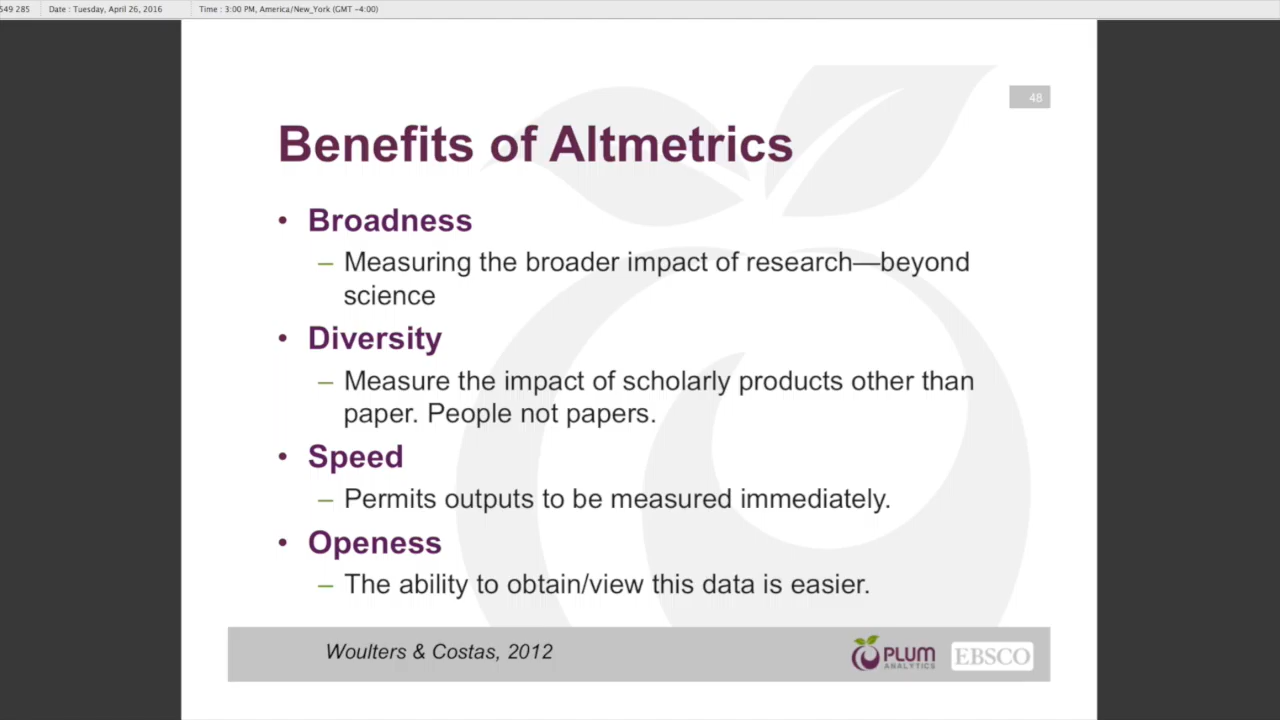 549 285 Date : Tuesday, April 26, 2016 Time : 3:00 PM, America/New_York (GMT -4:00)
48
Benefits of Altmetrics
• Broadness
– Measuring the broader impact of research—beyond
science
• Diversity
– Measure the impact of scholarly products other than
paper. People not papers.
• Speed
– Permits outputs to be measured immediately.
• Openess
– The ability to obtain/view this data is easier.
Woulters & Costas, 2012
PLUM
ANALYTICS
EBSCO